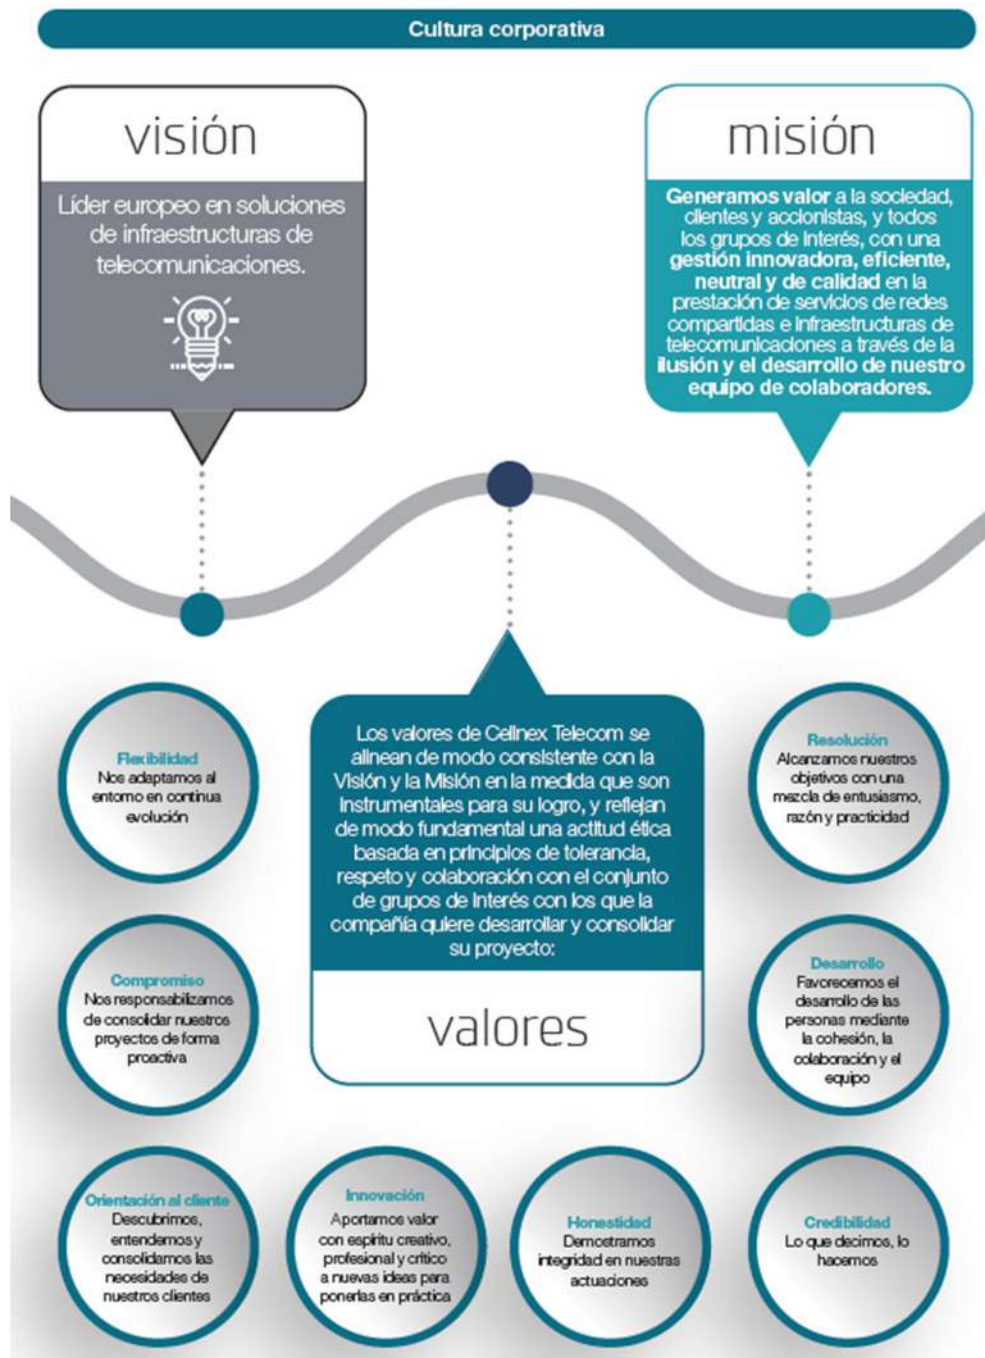 Cultura corporativa
visión
Líder europeo en soluciones
de infraestructuras de
telecomunicaciones.
misión
Generamos valor a la sociedad,
clientes y accionistas, y todos
los grupos de interés, con una
gestión innovadora, eficiente,
neutral y de calidad en la
prestación de servicios de redes
compartidas e infraestructuras de
telecomunicaciones a través de la
ilusión y el desarrollo de nuestro
equipo de colaboradores.
Flexibilidad
Nos adaptamos al
entorno en continua
evolución
Los valores de Cellnex Telecom se
alinean de modo consistente con la
Visión y la Misión en la medida que son
instrumentales para su logro, y reflejan
de modo fundamental una actitud ética
basada en principios de tolerancia,
respeto y colaboración con el conjunto
de grupos de interés con los que la
compañía quiere desarrollar y consolidar
su proyecto:
valores
Resolución
Alcanzamos nuestros
objetivos con una
mezcla de entusiasmo,
razón y practicidad
Compromiso
Nos responsabilizamos
de consolidar nuestros
proyectos de forma
proactiva
Desarrollo
Favorecemos el
desarrollo de las
personas mediante
la cohesión, la
colaboración y el
equipo
Orientación al cliente
Descubrimos,
entendemos y
consolidamos las
necesidades de
nuestros clientes
Innovación
Aportamos valor
con espíritu creativo,
profesional y crítico
a nuevas ideas para
ponerlas en práctica
Honestidad
Demostramos
integridad en nuestras
actuaciones
Credibilidad
Lo que decimos, lo
hacemos